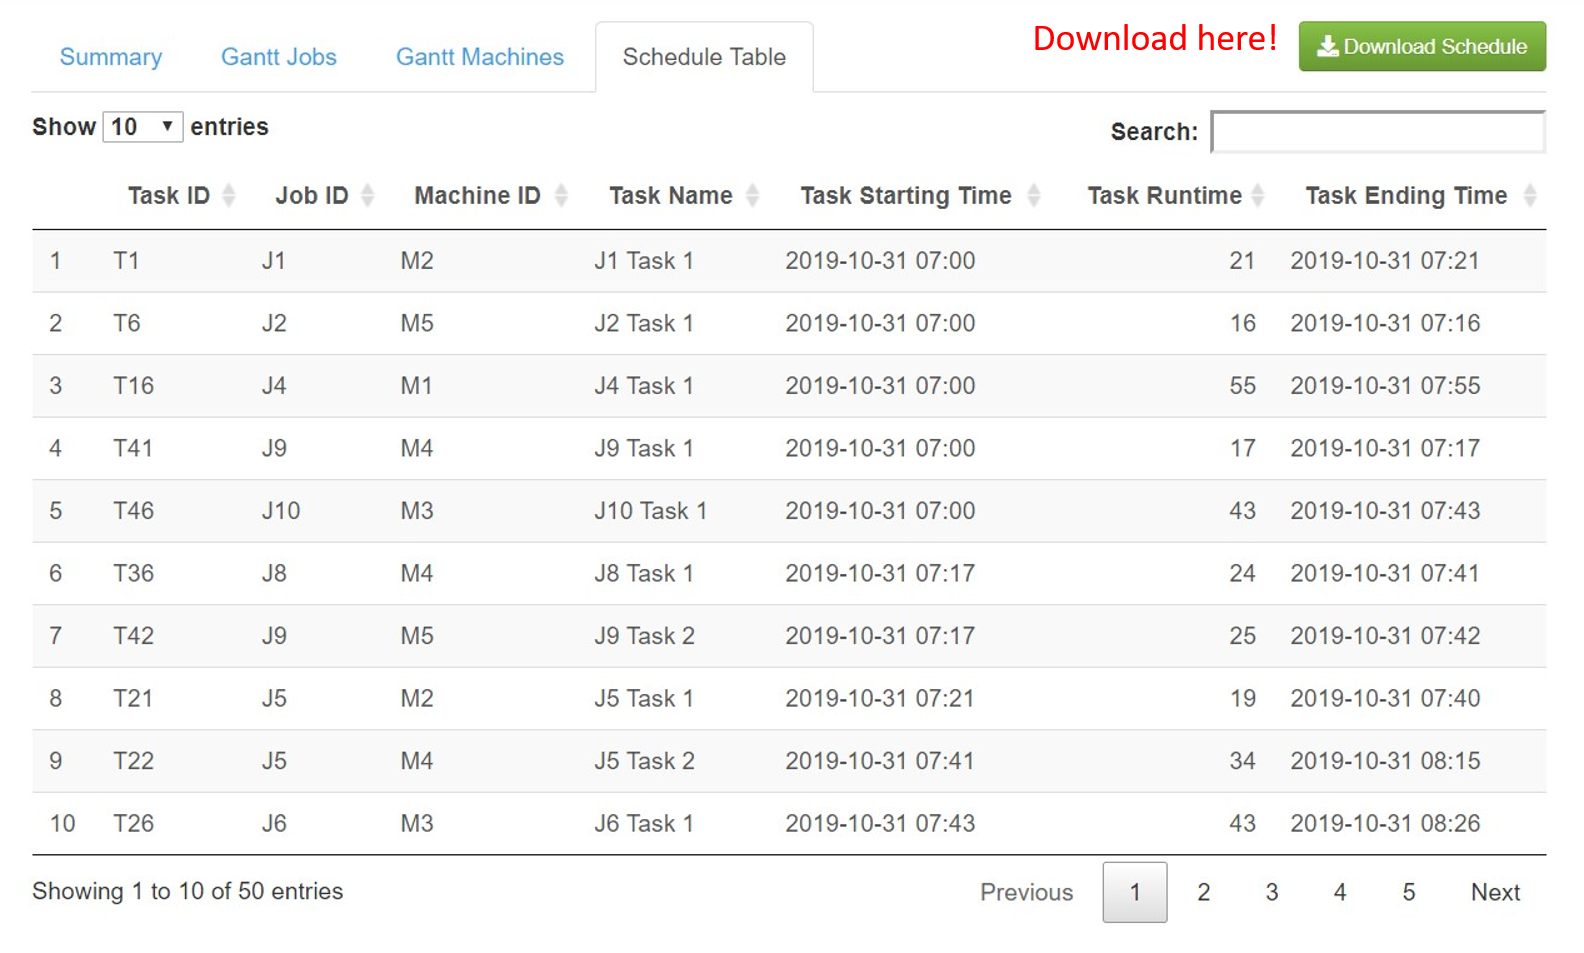 Summary Gantt Jobs Gantt Machines Schedule Table Download here! Download Schedule
Show 10 entries Search:
Task ID Job ID Machine ID Task Name Task Starting Time Task Runtime Task Ending Time
1 T1 J1 M2 J1 Task 1 2019-10-31 07:00 21 2019-10-31 07:21
2 T6 J2 M5 J2 Task 1 2019-10-31 07:00 16 2019-10-31 07:16
3 T16 J4 M1 J4 Task 1 2019-10-31 07:00 55 2019-10-31 07:55
4 T41 J9 M4 J9 Task 1 2019-10-31 07:00 17 2019-10-31 07:17
5 T46 J10 M3 J10 Task 1 2019-10-31 07:00 43 2019-10-31 07:43
6 T36 J8 M4 J8 Task 1 2019-10-31 07:17 24 2019-10-31 07:41
7 T42 J9 M5 J9 Task 2 2019-10-31 07:17 25 2019-10-31 07:42
8 T21 J5 M2 J5 Task 1 2019-10-31 07:21 19 2019-10-31 07:40
9 T22 J5 M4 J5 Task 2 2019-10-31 07:41 34 2019-10-31 08:15
10 T26 J6 M3 J6 Task 1 2019-10-31 07:43 43 2019-10-31 08:26
Showing 1 to 10 of 50 entries Previous 1 2 3 4 5 Next